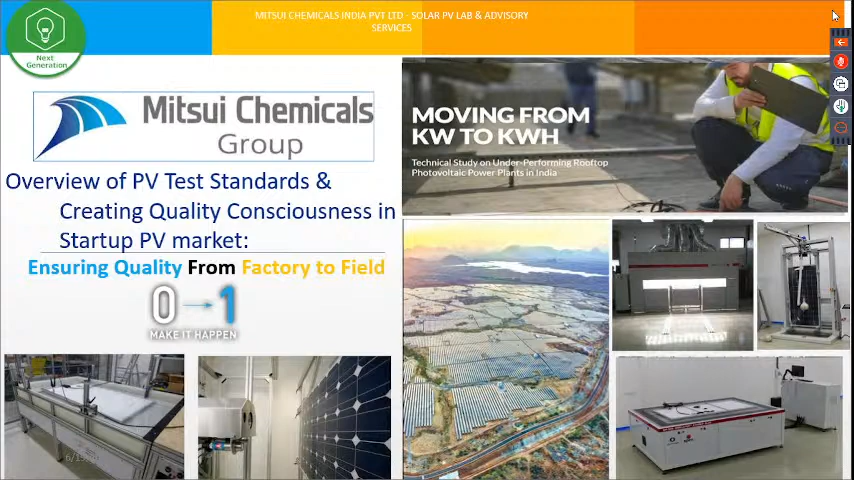 MITSUI CHEMICALS INDIA PVT LTD - SOLAR PV LAB & ADVISORY
SERVICES
Next
Generation
Mitsui Chemicals
Group
MOVING FROM
KW TO KWH
Technical Study on Under-Performing Rooftop
Photovoltaic Power Plants in India
Overview of PV Test Standards &
Creating Quality Consciousness in
Startup PV market:
Ensuring Quality From Factory to Field
0→1
MAKE IT HAPPEN